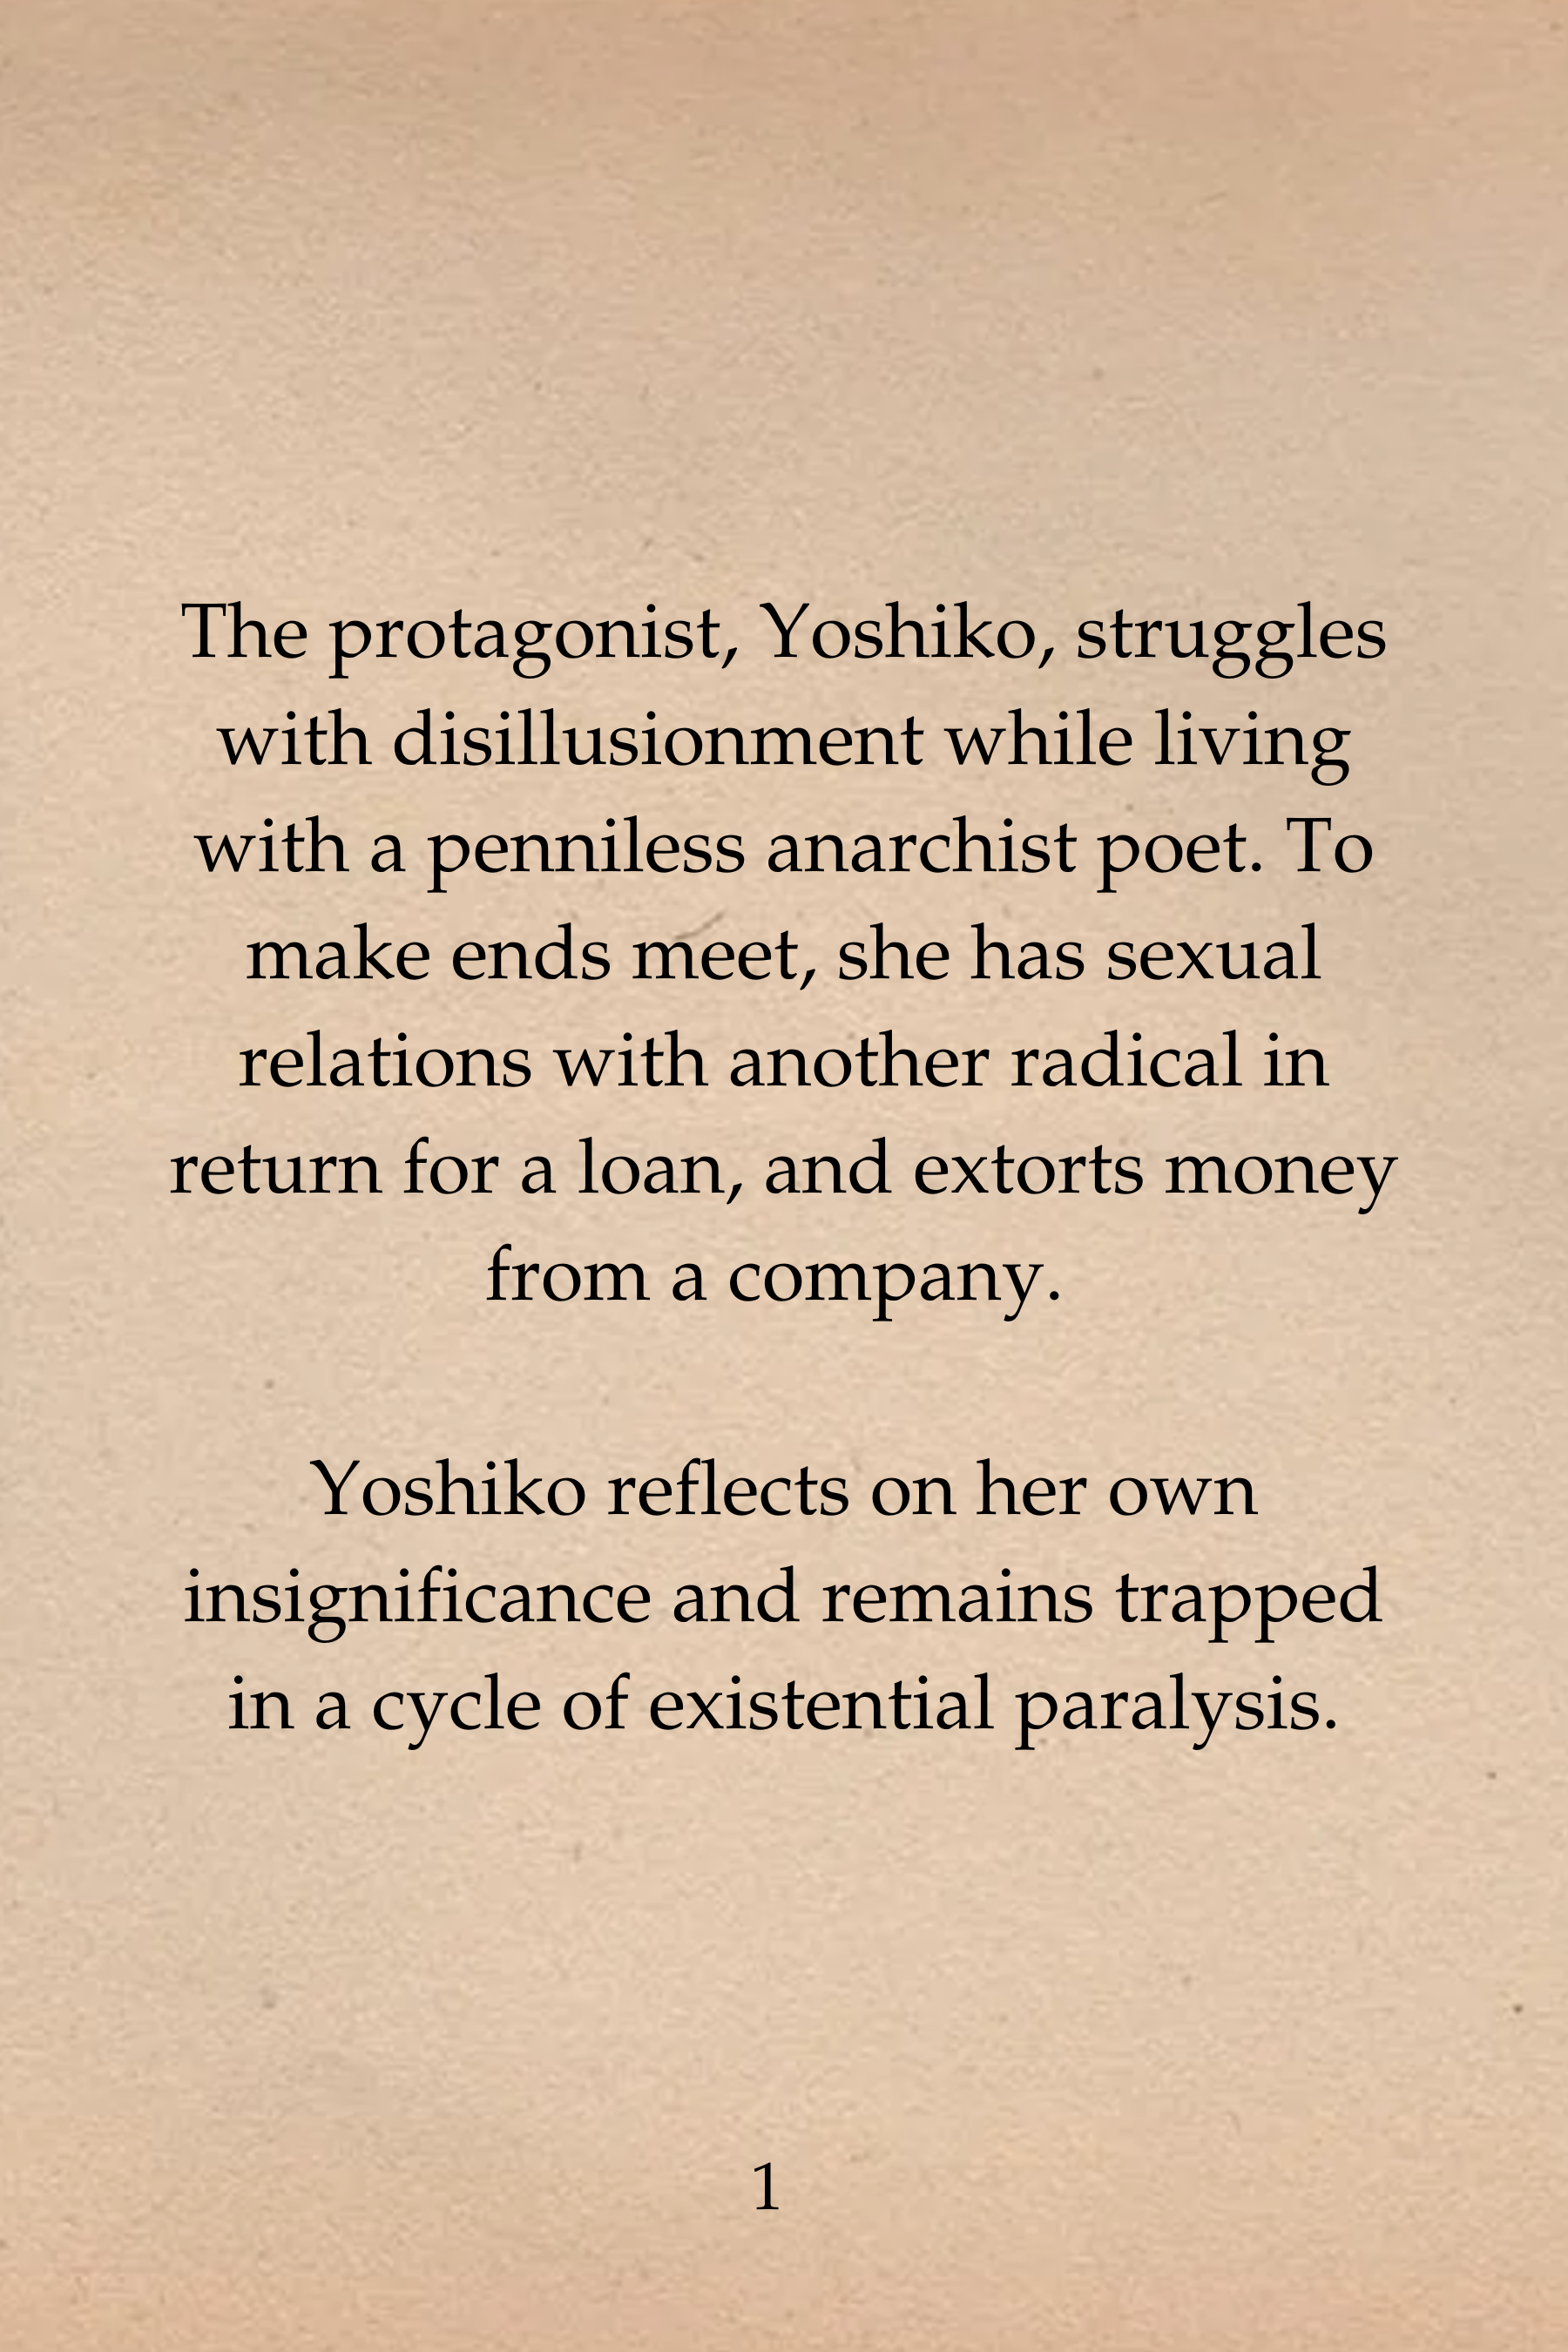 The protagonist, Yoshiko, struggles
with disillusionment while living
with a penniless anarchist poet. To
make ends meet, she has sexual
relations with another radical in
return for a loan, and extorts money
from a company.
Yoshiko reflects on her own
insignificance and remains trapped
in a cycle of existential paralysis.
1